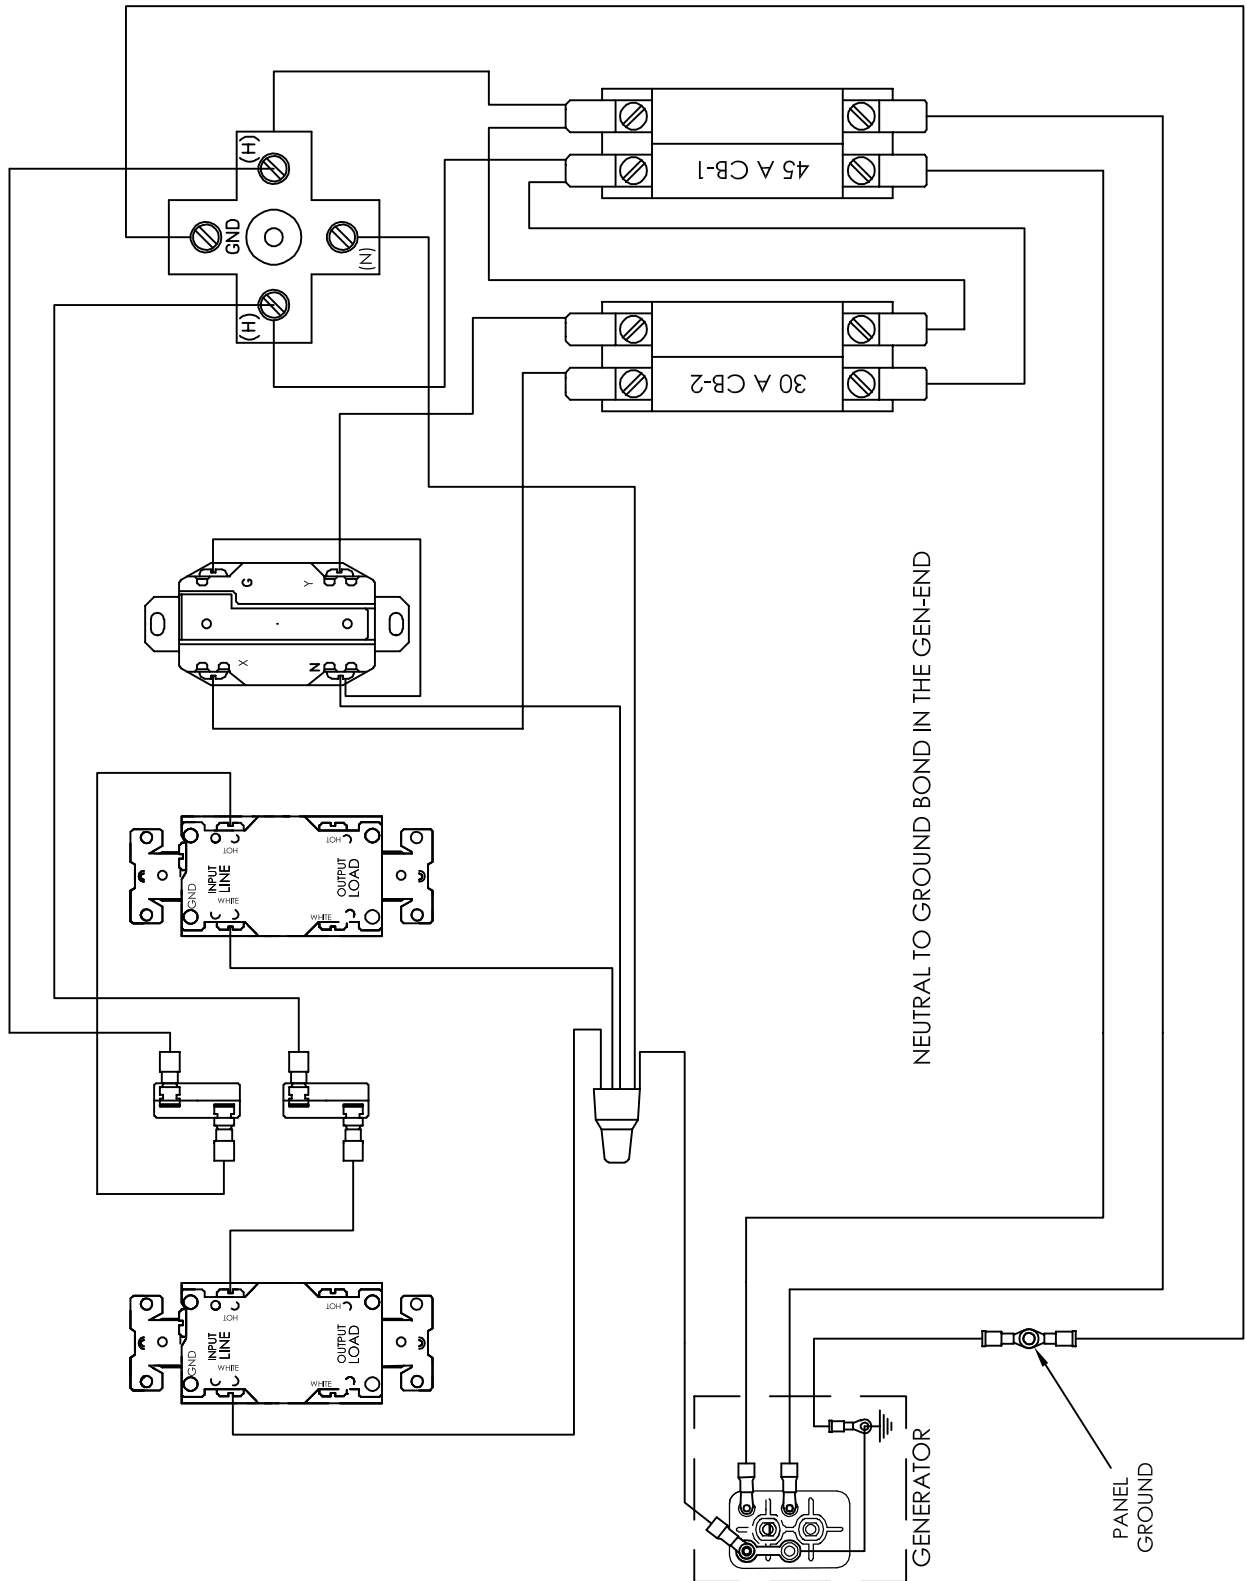 (H)
GND
(N)
(H)
45 A CB-1
30 A CB-2
G
Y
X
N
HOT
HOT
INPUT
LINE
OUTPUT
LOAD
GND
WHITE
WHITE
NEUTRAL TO GROUND BOND IN THE GEN-END
HOT
HOT
INPUT
LINE
OUTPUT
LOAD
GND
WHITE
WHITE
GENERATOR
PANEL
GROUND